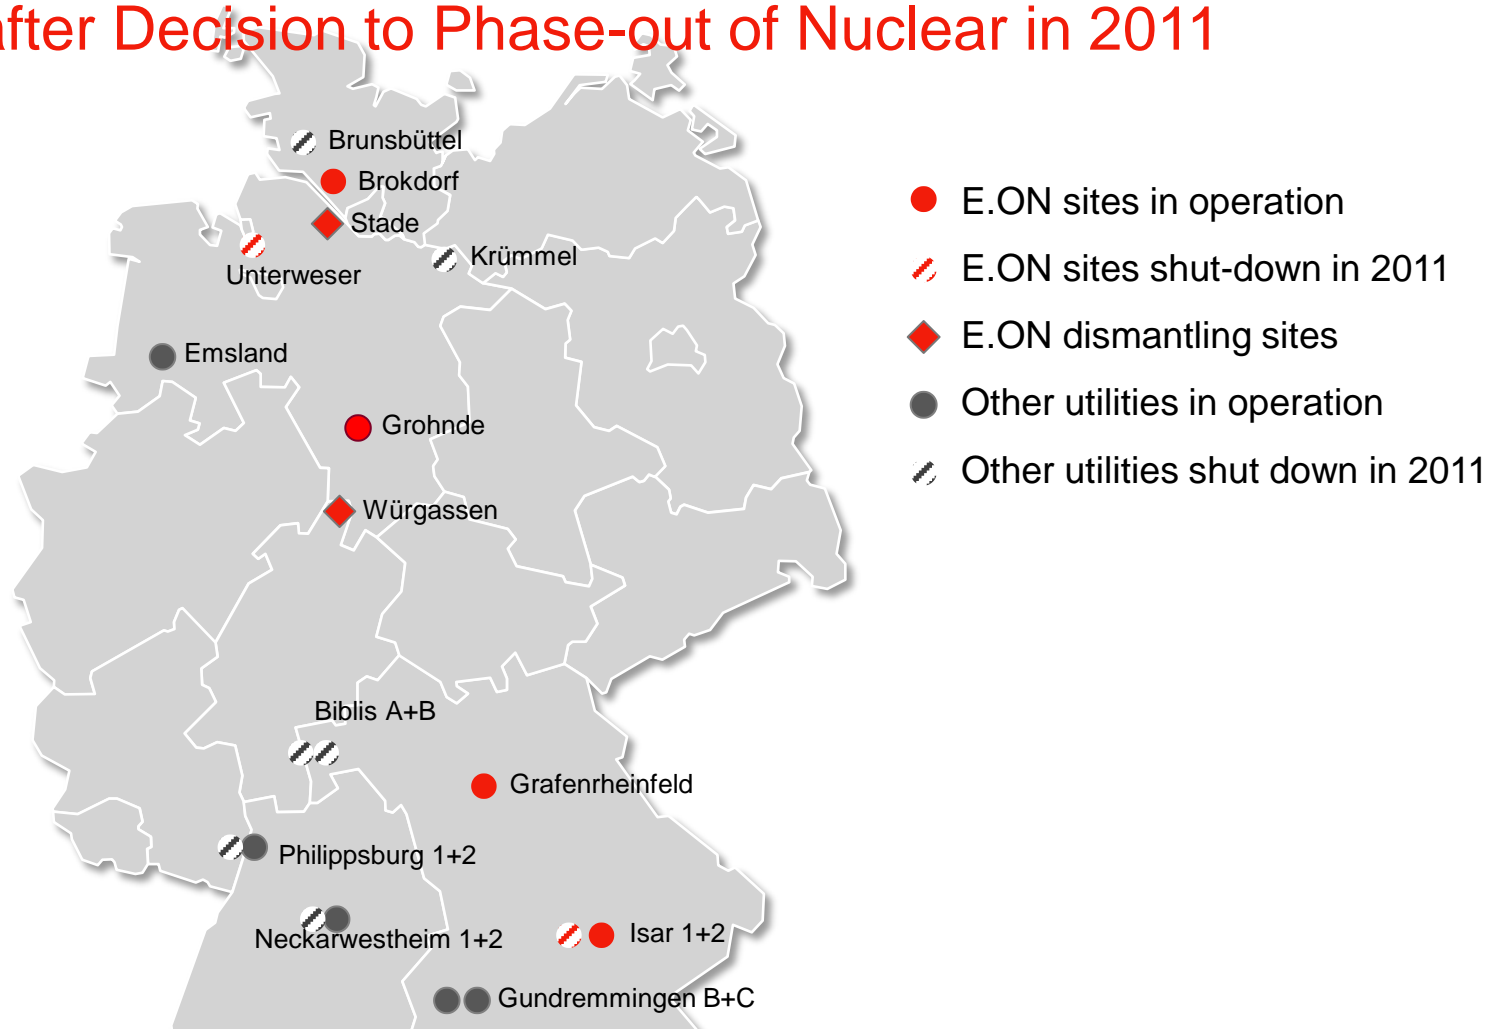 after Decision to Phase-out of Nuclear in 2011
Brunsbüttel
Brokdorf
Stade
Krümmel
Unterweser
Emsland
Grohnde
Würgassen
Biblis A+B
Grafenrheinfeld
Philippsburg 1+2
Neckarwestheim 1+2
Isar 1+2
Gundremmingen B+C
E.ON sites in operation
E.ON sites shut-down in 2011
E.ON dismantling sites
Other utilities in operation
Other utilities shut down in 2011